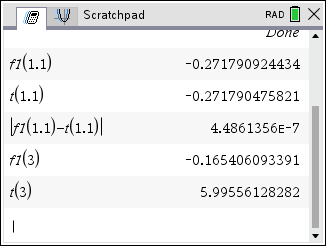 Scratchpad RAD
Done
f1(1.1) -0.271790924434
t(1.1) -0.271790475821
|f1(1.1)-t(1.1)| 4.4861356E-7
f1(3) -0.165406093391
t(3) 5.99556128282